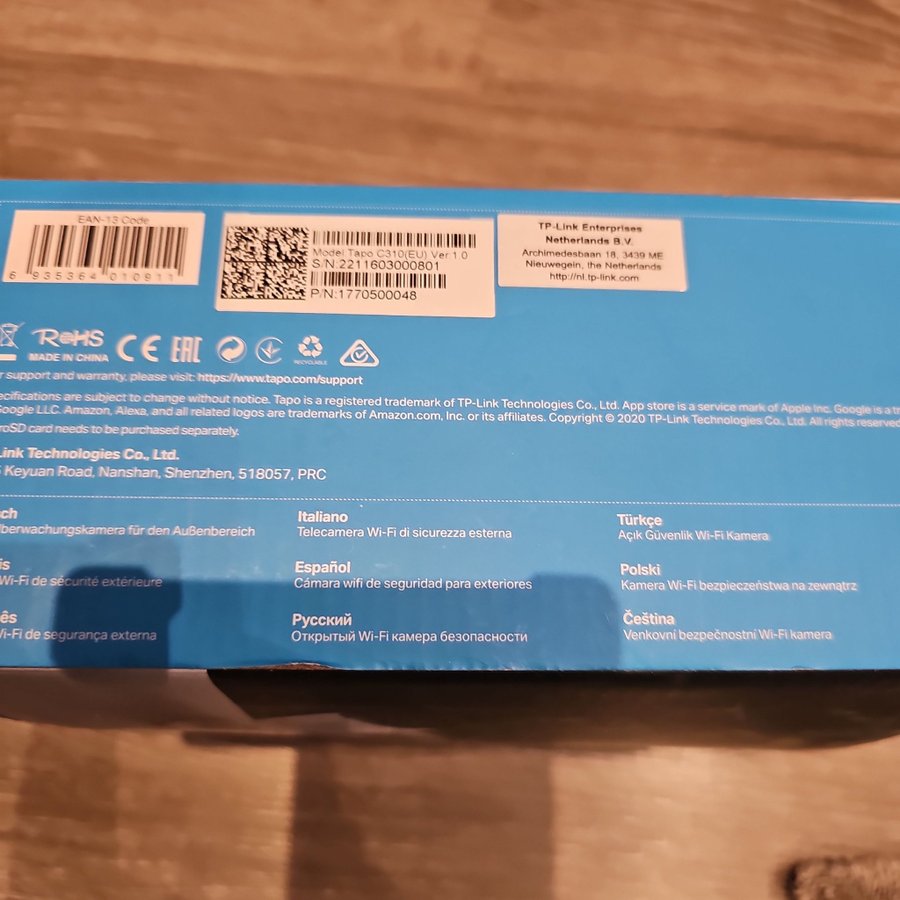 EAN-13 Code
6 935364 010911
Model Tapo C310(EU) Ver:1.0
S/N:2211603000801
P/N:1770500048
TP-Link Enterprises
Netherlands B.V.
Archimedesbaan 18, 3439 ME
Nieuwegein, the Netherlands
http://nl.tp-link.com
RoHS
MADE IN CHINA
CE
EAC
RECYCLABLE
support and warranty, please visit: https://www.tapo.com/support
ecifications are subject to change without notice. Tapo is a registered trademark of TP-Link Technologies Co., Ltd. App store is a service mark of Apple Inc. Google is a
Google LLC. Amazon, Alexa, and all related logos are trademarks of Amazon.com, Inc. or its affiliates. Copyright © 2020 TP-Link Technologies Co., Ltd. All rights reserved
roSD card needs to be purchased separately.
Link Technologies Co., Ltd.
Keyuan Road, Nanshan, Shenzhen, 518057, PRC
ch
berwachungskamera für den Außenbereich
is
Wi-Fi de sécurité extérieure
ês
i-Fi de segurança externa
Italiano
Telecamera Wi-Fi di sicurezza esterna
Español
Cámara wifi de seguridad para exteriores
Русский
Открытый Wi-Fi камера безопасности
Türkçe
Açık Güvenlik Wi-Fi Kamera
Polski
Kamera Wi-Fi bezpieczeństwa na zewnątrz
Čeština
Venkovní bezpečnostní Wi-Fi kamera